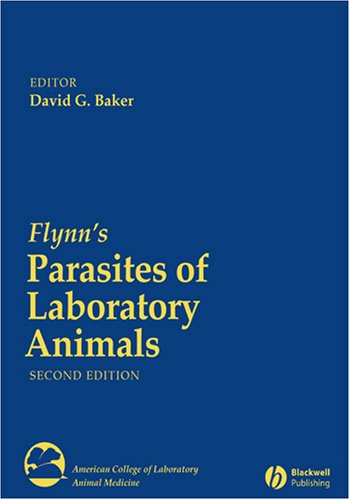 EDITOR
David G. Baker
Flynn's
Parasites of
Laboratory
Animals
SECOND EDITION
American College of Laboratory
Animal Medicine
Blackwell
Publishing